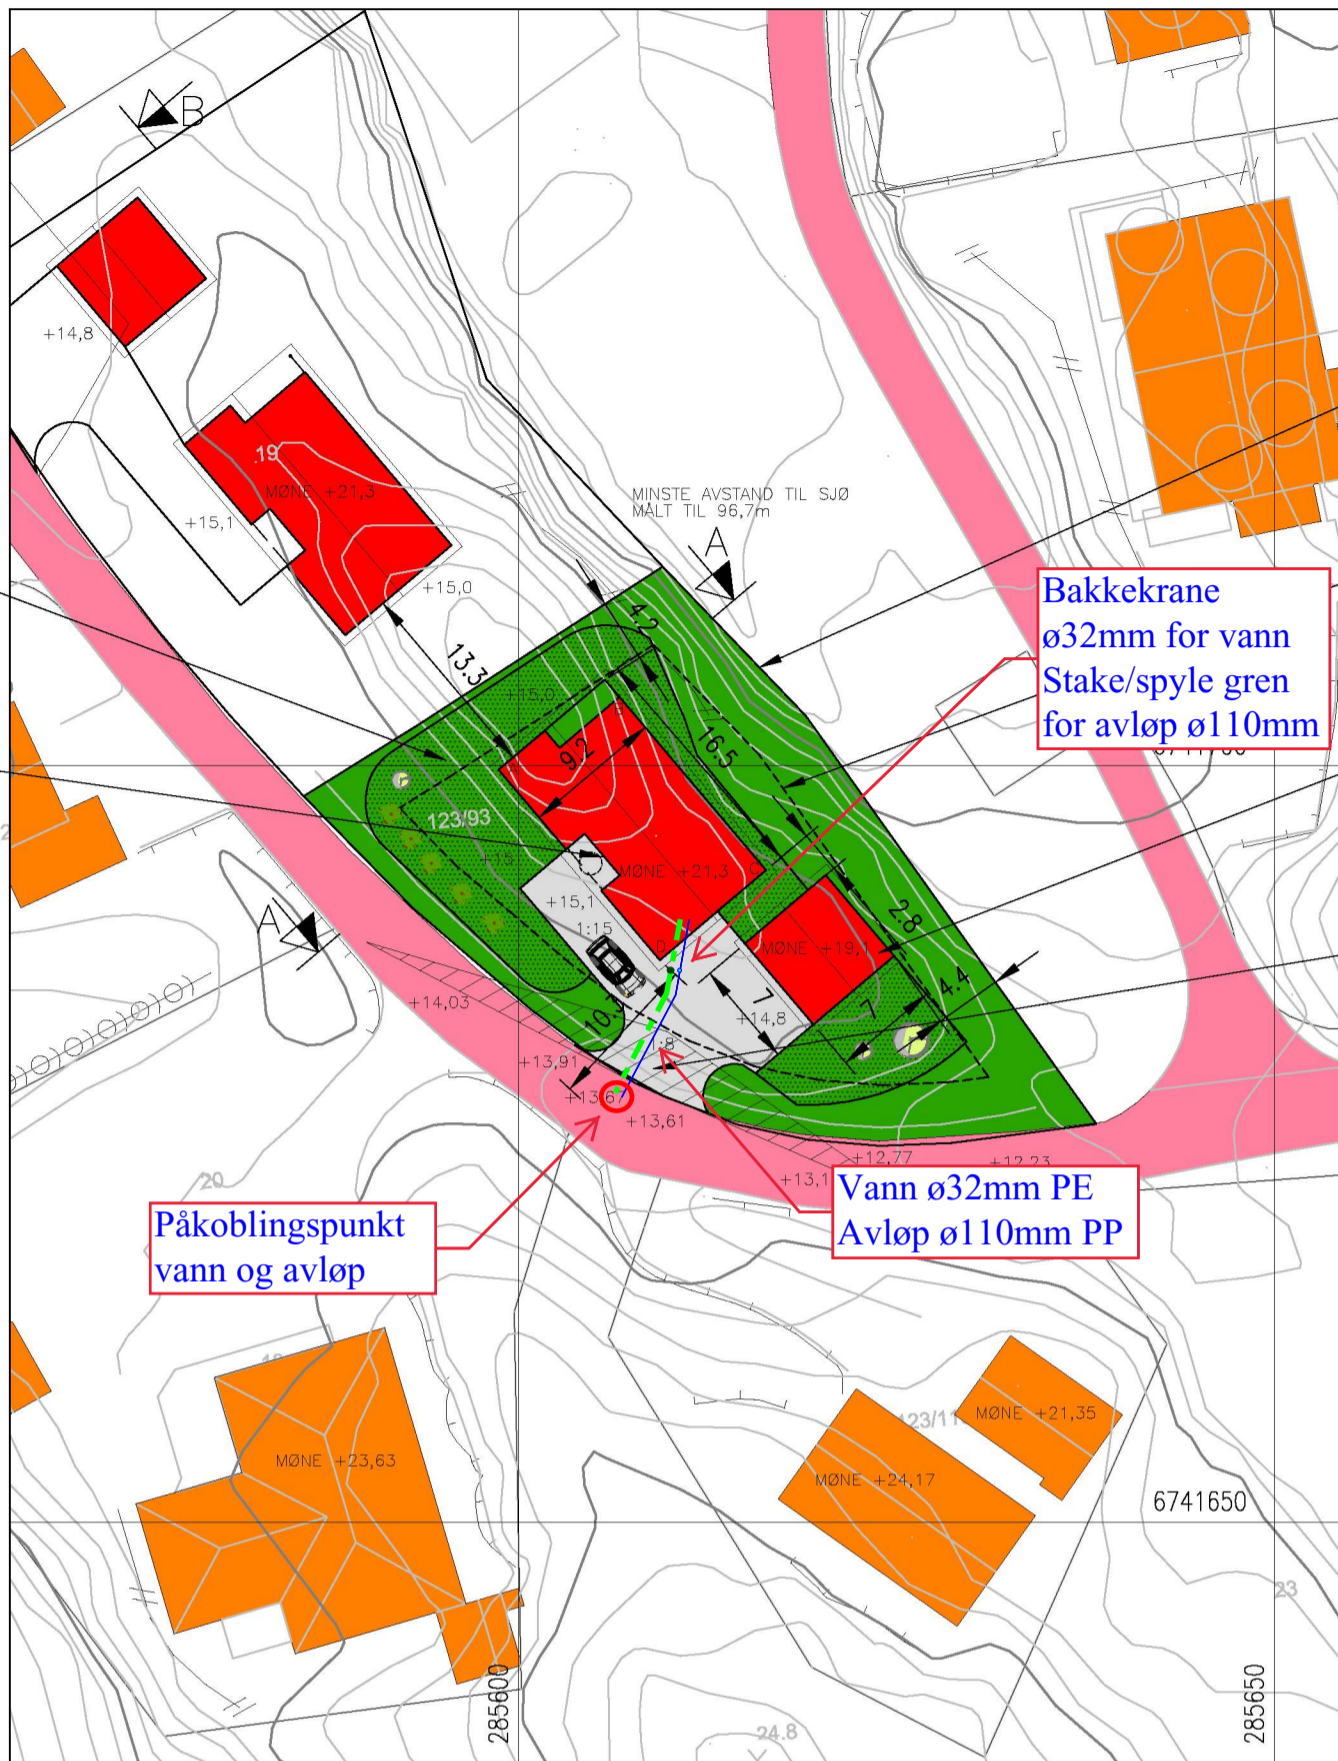 B
+14,8
19
MØNE +21,3
+15,1
+15,0
MINSTE AVSTAND TIL SJØ
MÅLT TIL 96,7m
A
Bakkekrane
ø32mm for vann
Stake/spyle gren
for avløp ø110mm
4.2
13.3
+15.0
16.5
9.2
123/93
+15
MØNE +21,3
C
+15,1
1:15
D
MØNE +19,1
2.8
4.4
7
7
+14,8
A
+14,03
10.3
1:8
+13,91
+13,67
+13,61
+12,77
+12,23
+13,1
20
Påkoblingspunkt
vann og avløp
Vann ø32mm PE
Avløp ø110mm PP
MØNE +23,63
123/11
MØNE +21,35
MØNE +24,17
6741650
23
285600
285650
24.8